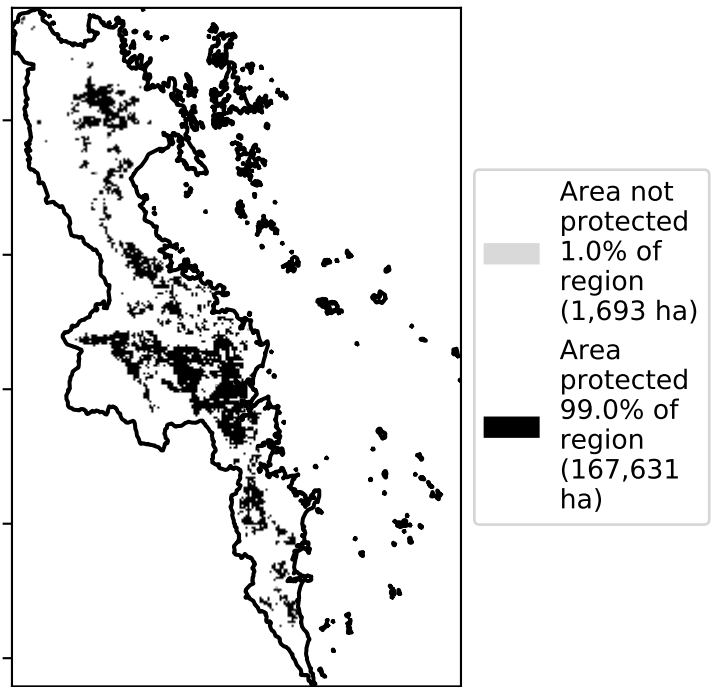 Area not
protected
1.0% of
region
(1,693 ha)
Area
protected
99.0% of
region
(167,631
ha)